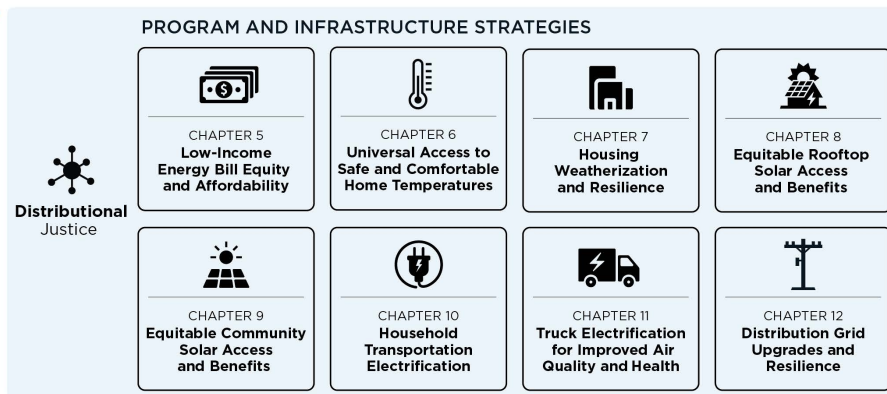 PROGRAM AND INFRASTRUCTURE STRATEGIES
Distributional
Justice
CHAPTER 5
Low-Income
Energy Bill Equity
and Affordability
CHAPTER 6
Universal Access to
Safe and Comfortable
Home Temperatures
CHAPTER 7
Housing
Weatherization
and Resilience
CHAPTER 8
Equitable Rooftop
Solar Access
and Benefits
CHAPTER 9
Equitable Community
Solar Access
and Benefits
CHAPTER 10
Household
Transportation
Electrification
CHAPTER 11
Truck Electrification
for Improved Air
Quality and Health
CHAPTER 12
Distribution Grid
Upgrades and
Resilience